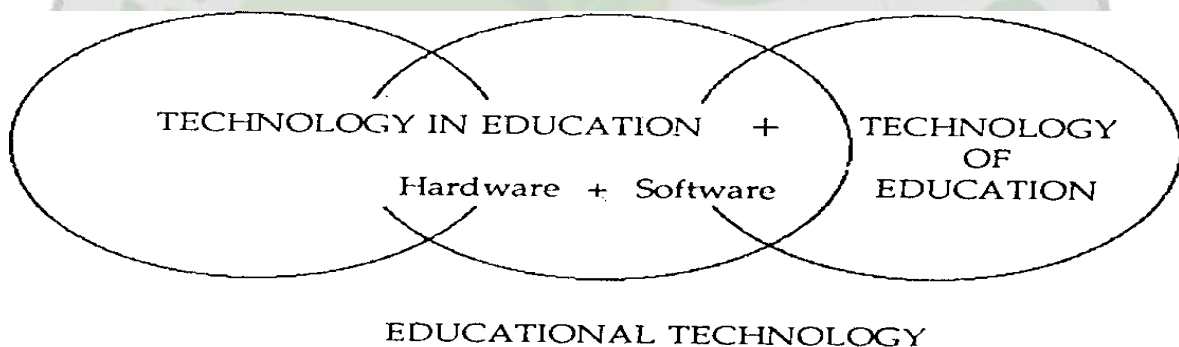 TECHNOLOGY IN EDUCATION + TECHNOLOGY
OF
Hardware + Software EDUCATION
EDUCATIONAL TECHNOLOGY